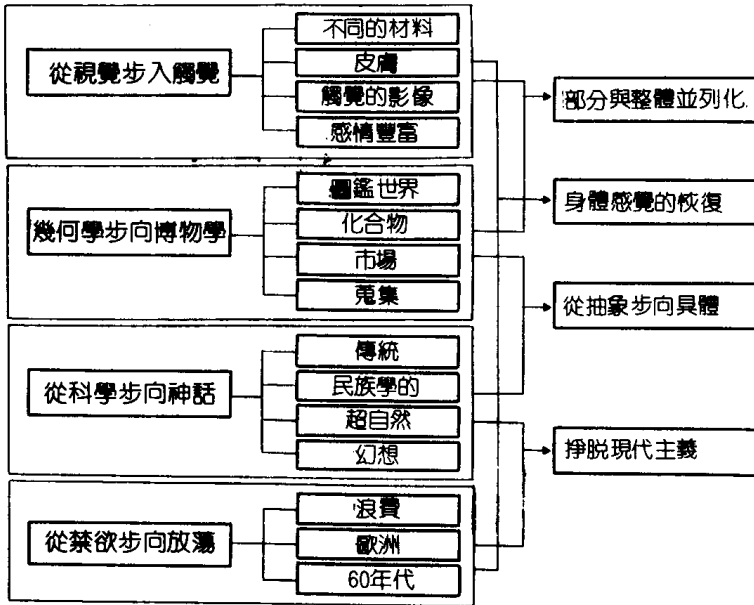 從視覺步入觸覺
不同的材料
皮膚
觸覺的影像
感情豐富
幾何學步向博物學
圖鑑世界
化合物
市場
蒐集
從科學步向神話
傳統
民族學的
超自然
幻想
從禁欲步向放蕩
浪費
歐洲
60年代
部分與整體並列化
身體感覺的恢復
從抽象步向具體
掙脱現代主義